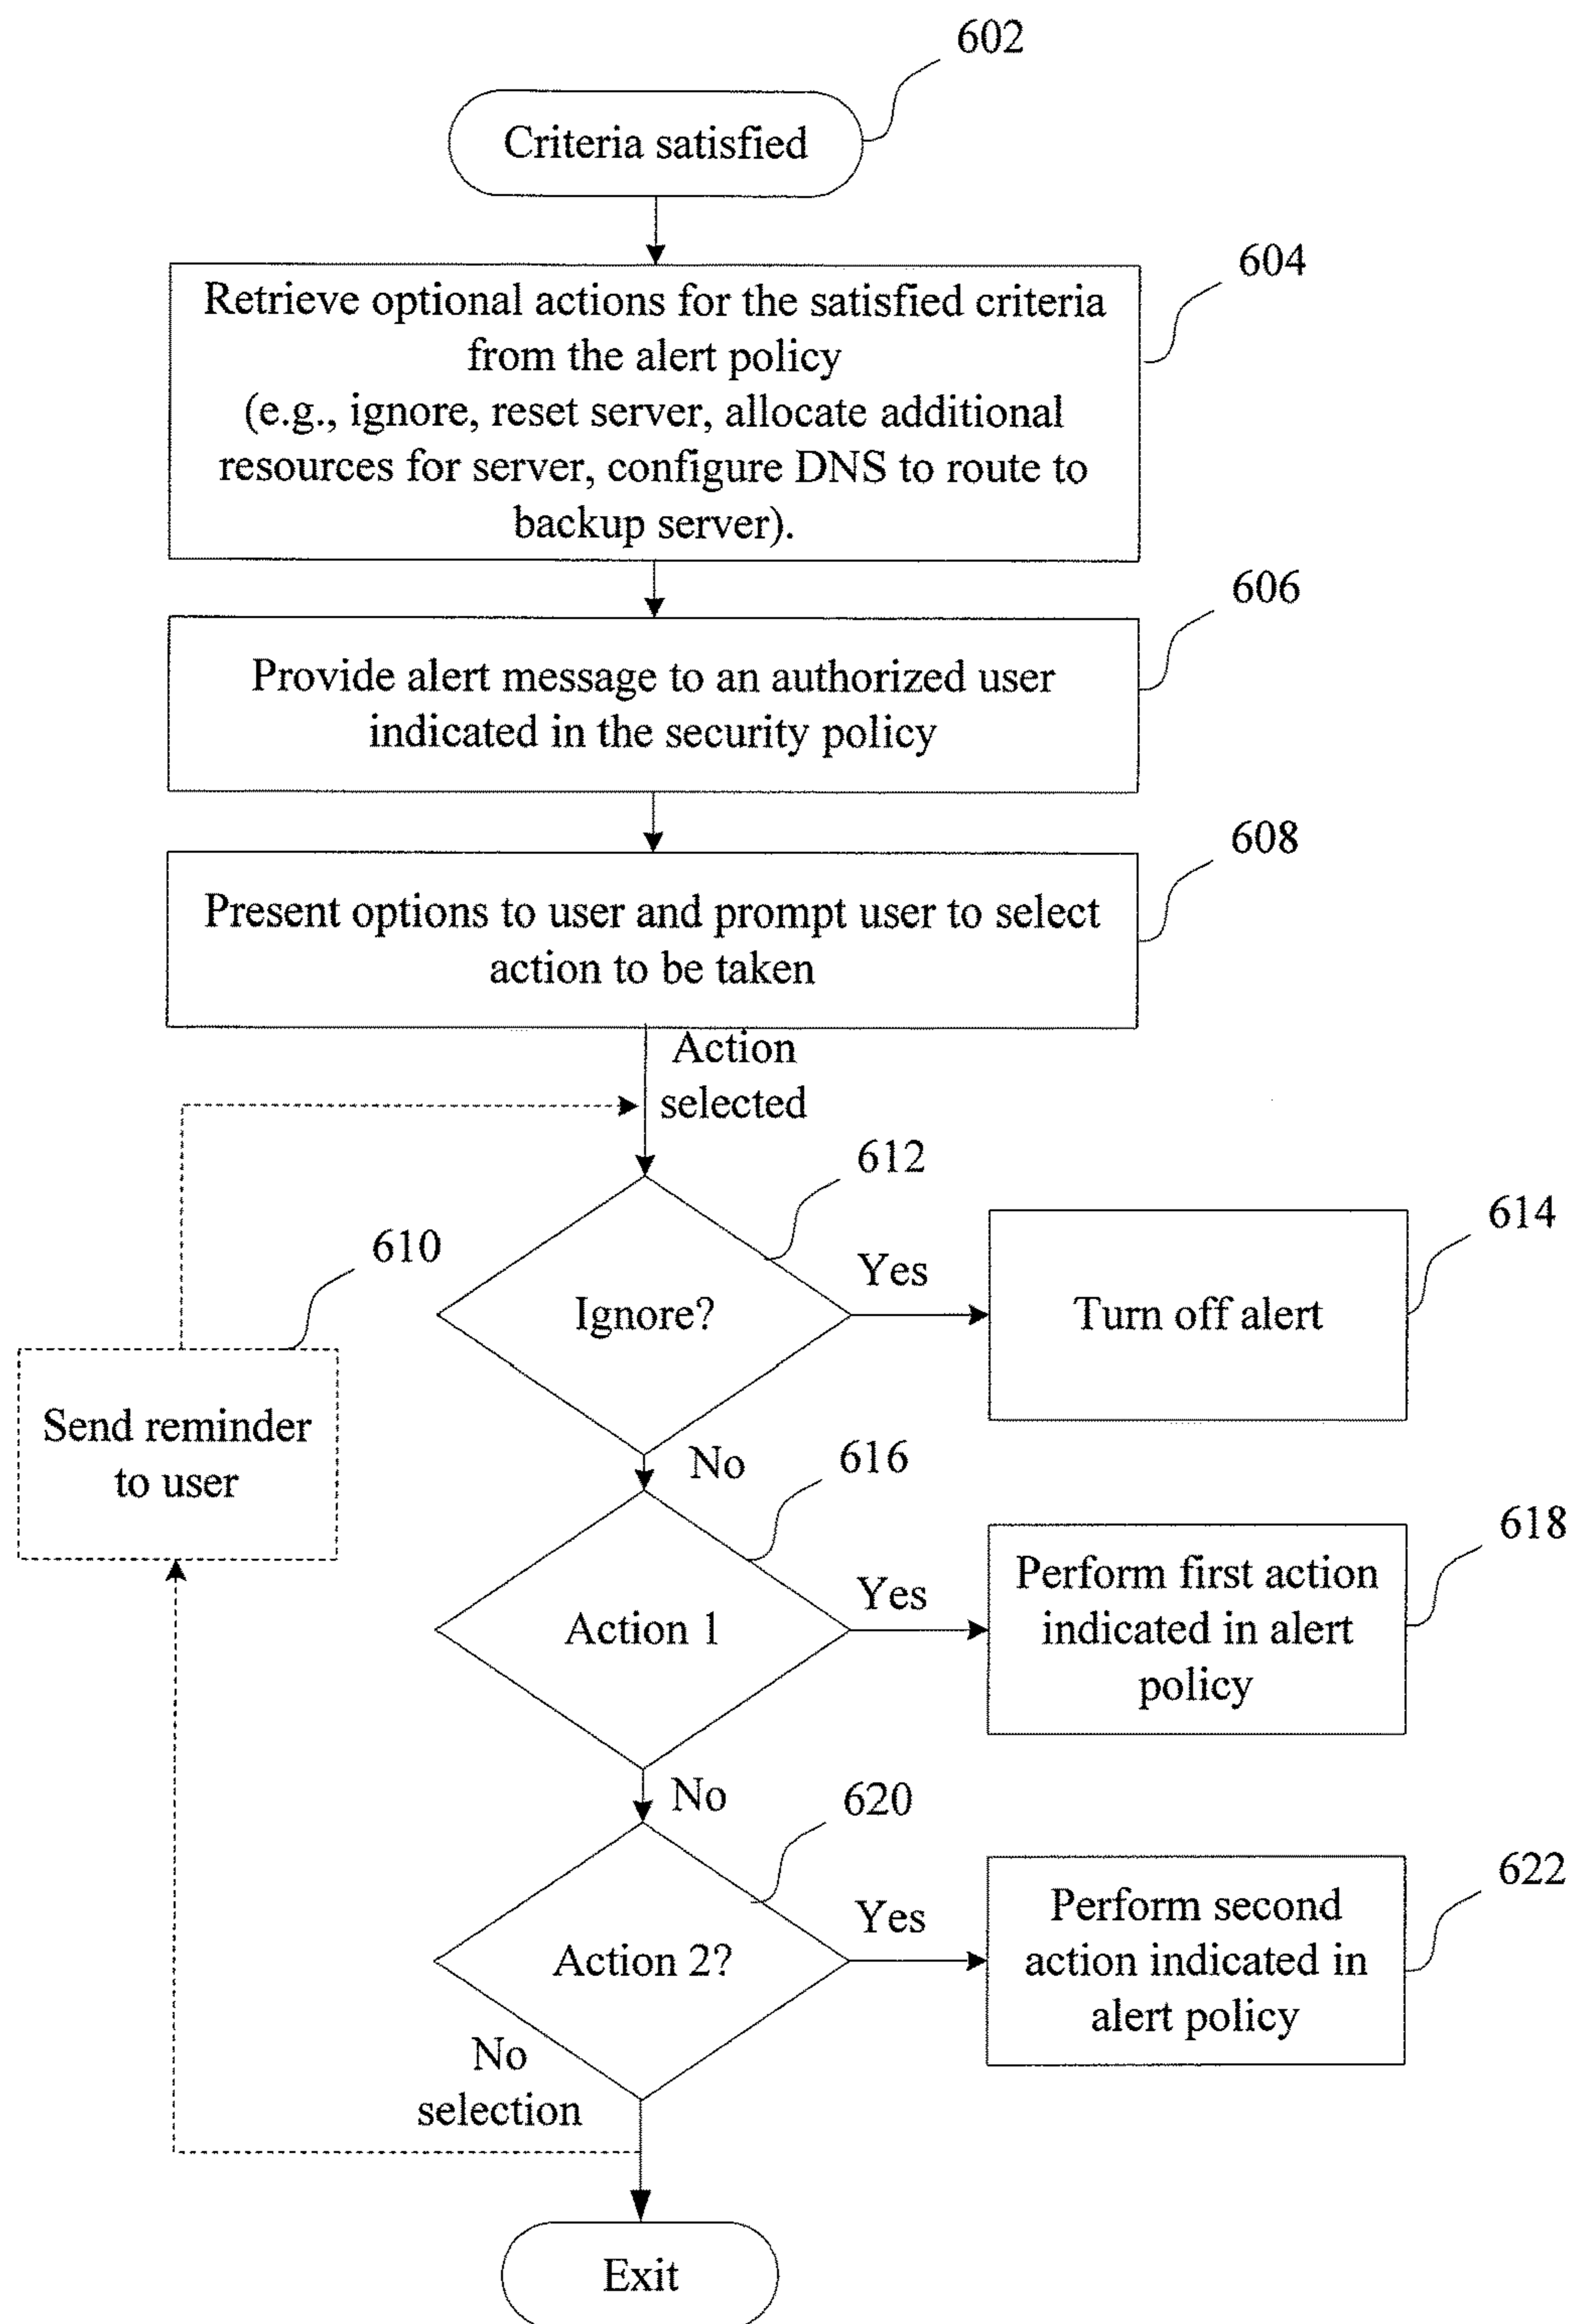 602
Criteria satisfied
604
Retrieve optional actions for the satisfied criteria
from the alert policy
(e.g., ignore, reset server, allocate additional
resources for server, configure DNS to route to
backup server).
606
Provide alert message to an authorized user
indicated in the security policy
608
Present options to user and prompt user to select
action to be taken
Action
selected
612
Ignore?
Yes
614
Turn off alert
610
Send reminder
to user
No
616
Action 1
Yes
618
Perform first action
indicated in alert
policy
No
620
Action 2?
Yes
622
Perform second
action indicated in
alert policy
No
selection
Exit